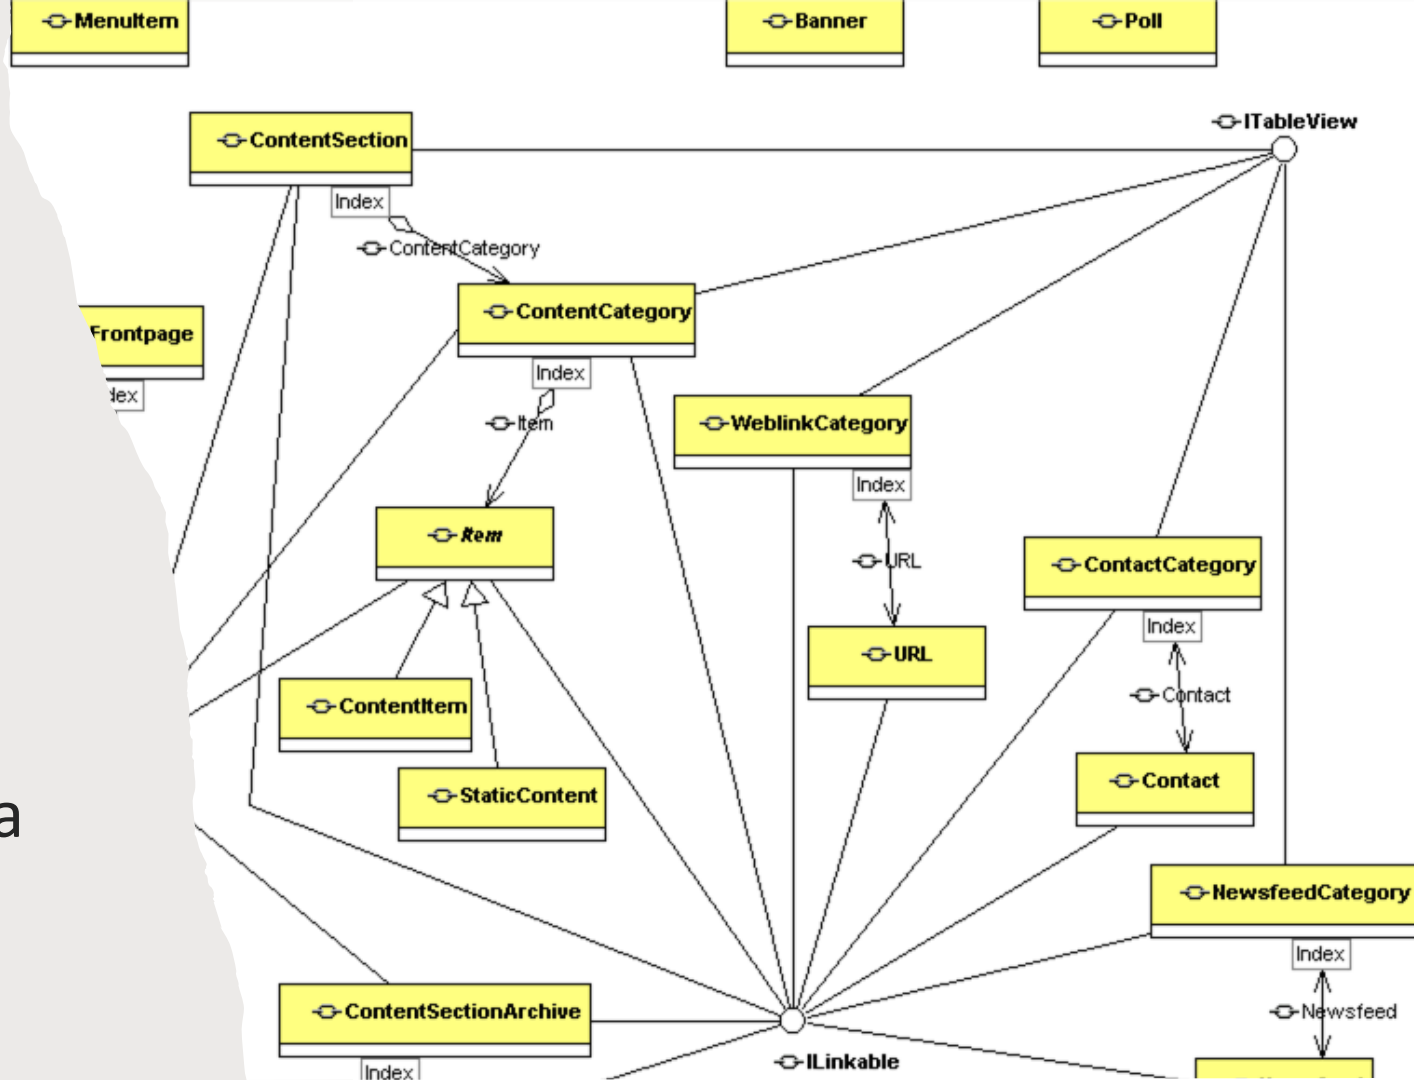 MenuItem
Banner
Poll
ITableView
ContentSection
Index
ContentCategory
ContentCategory
Frontpage
dex
Index
Item
WeblinkCategory
Index
Item
URL
ContactCategory
Index
URL
ContentItem
Contact
Contact
StaticContent
a
NewsfeedCategory
Index
ContentSectionArchive
Newsfeed
ILinkable
Index